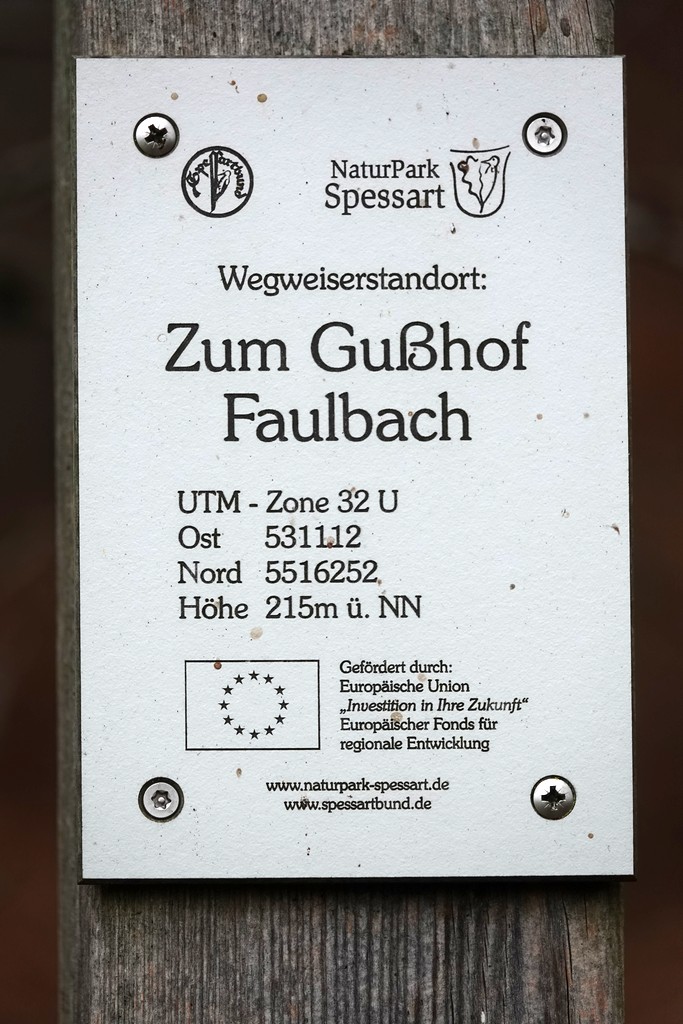 Spessartbund
NaturPark
Spessart
Wegweiserstandort:
Zum Gußhof
Faulbach
UTM - Zone 32 U
Ost 531112
Nord 5516252
Höhe 215m ü. NN
Gefördert durch:
Europäische Union
„Investition in Ihre Zukunft“
Europäischer Fonds für
regionale Entwicklung
www.naturpark-spessart.de
www.spessartbund.de